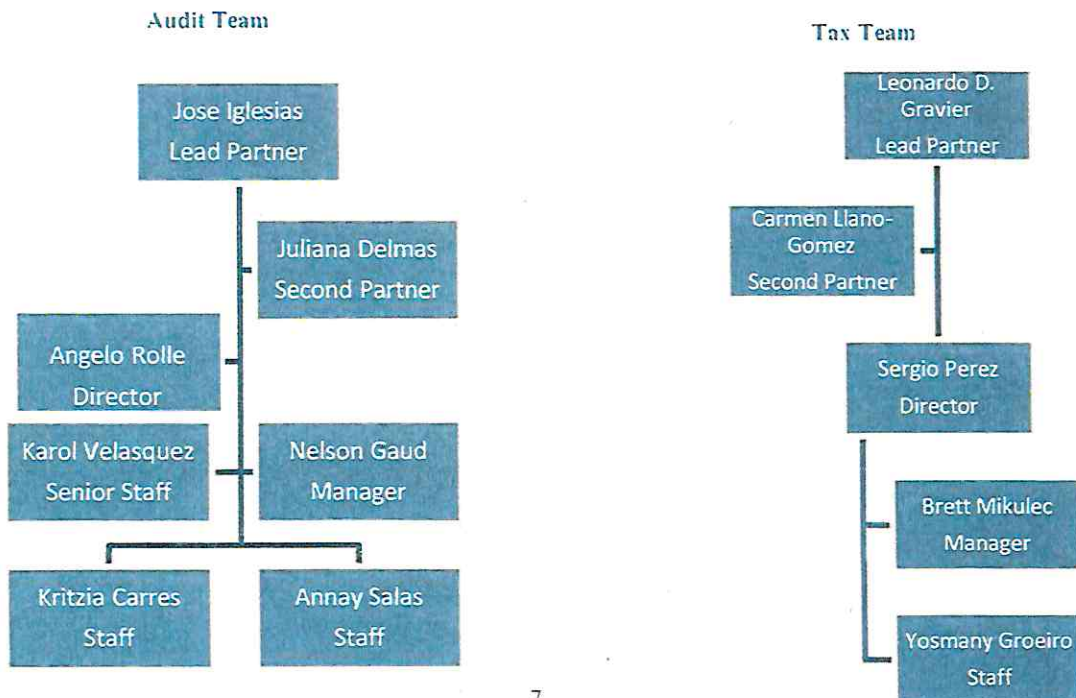 Audit Team
Jose Iglesias
Lead Partner
Juliana Delmas
Second Partner
Angelo Rolle
Director
Karol Velasquez
Senior Staff
Nelson Gaud
Manager
Kritzia Carres
Staff
Annay Salas
Staff
Tax Team
Leonardo D.
Gravier
Lead Partner
Carmen Llano-
Gomez
Second Partner
Sergio Perez
Director
Brett Mikulec
Manager
Yosmany Groeiro
Staff
7